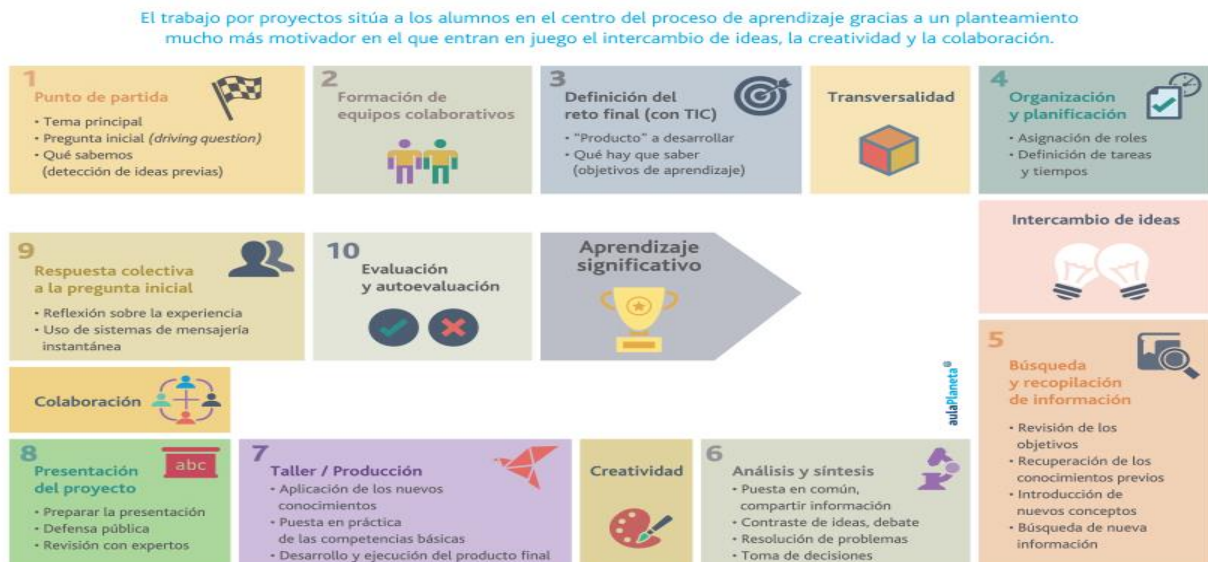 El trabajo por proyectos sitúa a los alumnos en el centro del proceso de aprendizaje gracias a un planteamiento
mucho más motivador en el que entran en juego el intercambio de ideas, la creatividad y la colaboración.
1
Punto de partida
• Tema principal
• Pregunta inicial (driving question)
• Qué sabemos
(detección de ideas previas)
2
Formación de
equipos colaborativos
3
Definición del
reto final (con TIC)
• "Producto" a desarrollar
• Qué hay que saber
(objetivos de aprendizaje)
Transversalidad
4
Organización
y planificación
• Asignación de roles
• Definición de tareas
y tiempos
Intercambio de ideas
5
Búsqueda
y recopilación
de información
• Revisión de los
objetivos
• Recuperación de los
conocimientos previos
• Introducción de
nuevos conceptos
• Búsqueda de nueva
información
6
Análisis y síntesis
• Puesta en común,
compartir información
• Contraste de ideas, debate
• Resolución de problemas
• Toma de decisiones
Creatividad
7
Taller / Producción
• Aplicación de los nuevos
conocimientos
• Puesta en práctica
de las competencias básicas
• Desarrollo y ejecución del producto final
8
Presentación
del proyecto
abc
• Preparar la presentación
• Defensa pública
• Revisión con expertos
Colaboración
9
Respuesta colectiva
a la pregunta inicial
• Reflexión sobre la experiencia
• Uso de sistemas de mensajería
instantánea
10
Evaluación
y autoevaluación
Aprendizaje
significativo
aulaPlaneta